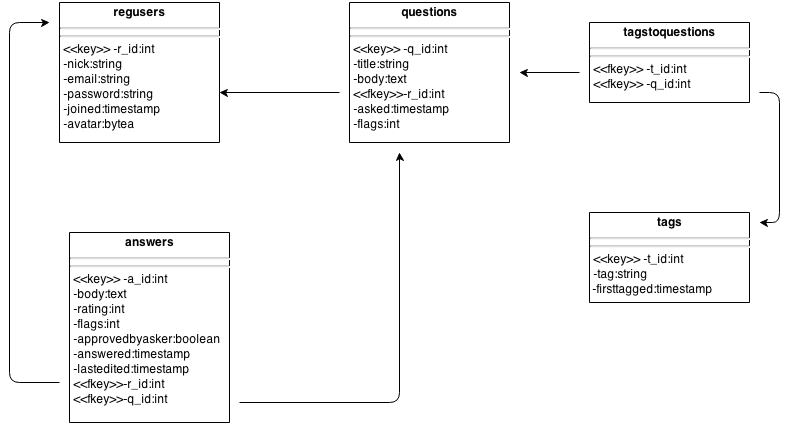 regusers
<<key>> -r_id:int
-nick:string
-email:string
-password:string
-joined:timestamp
-avatar:bytea
questions
<<key>> -q_id:int
-title:string
-body:text
<<fkey>>-r_id:int
-asked:timestamp
-flags:int
tagstoquestions
<<fkey>> -t_id:int
<<fkey>> -q_id:int
answers
<<key>> -a_id:int
-body:text
-rating:int
-flags:int
-approvedbyasker:boolean
-answered:timestamp
-lastedited:timestamp
<<fkey>>-r_id:int
<<fkey>>-q_id:int
tags
<<key>> -t_id:int
-tag:string
-firsttagged:timestamp